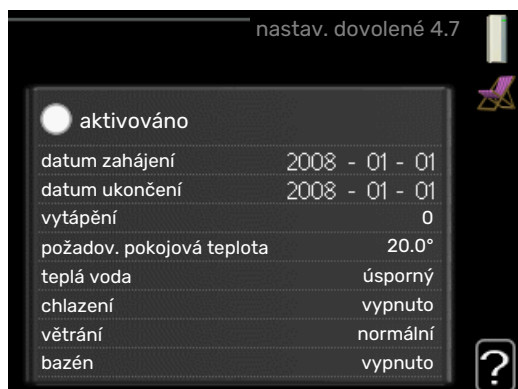 nastav. dovolené 4.7
aktivováno
datum zahájení 2008 - 01 - 01
datum ukončení 2008 - 01 - 01
vytápění 0
požadov. pokojová teplota 20.0°
teplá voda úsporný
chlazení vypnuto
větrání normální
bazén vypnuto
?